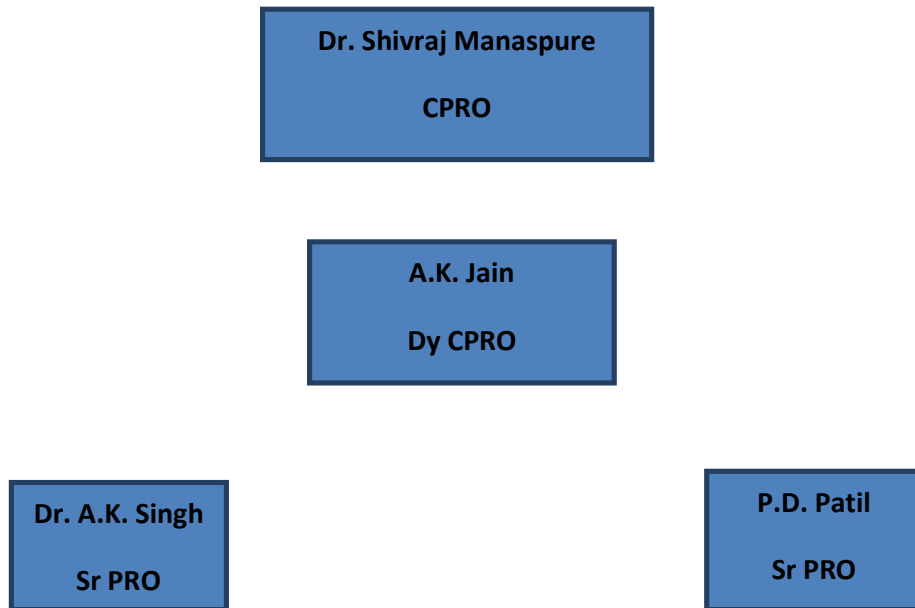 Dr. Shivraj Manaspure
CPRO
A.K. Jain
Dy CPRO
Dr. A.K. Singh
Sr PRO
P.D. Patil
Sr PRO